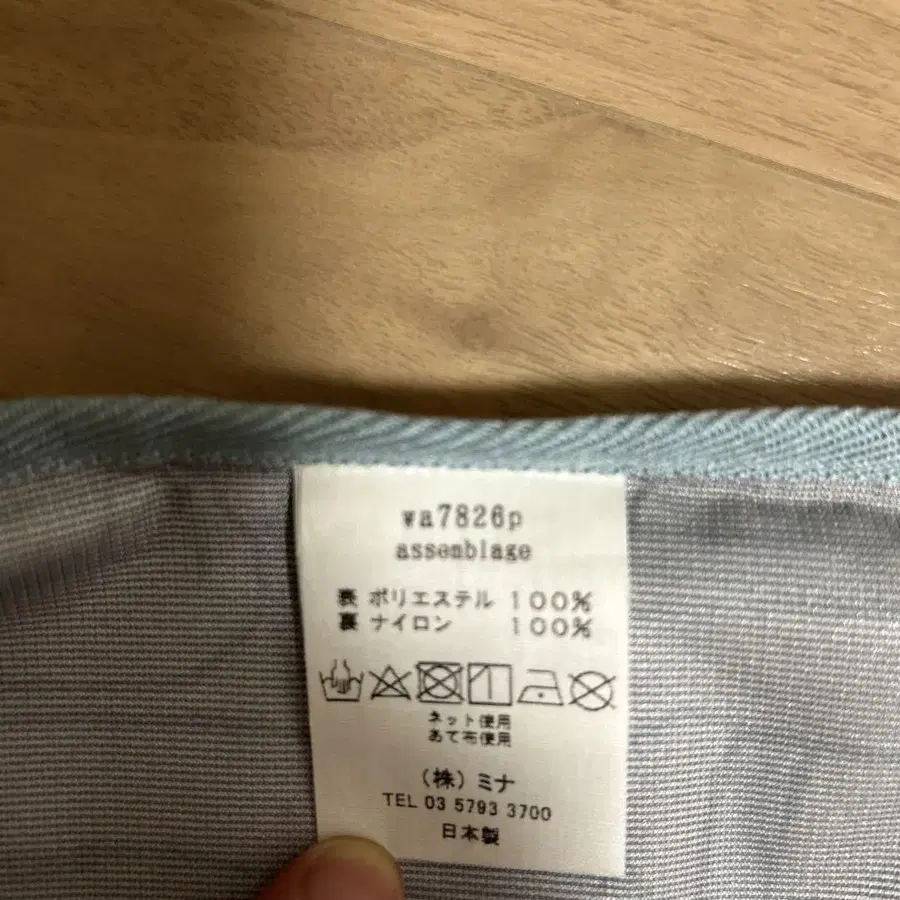 wa7826p
assemblage
表 ポリエステル 100%
裏 ナイロン 100%
ネット使用
あて布使用
(株) ミナ
TEL 03 5793 3700
日本製